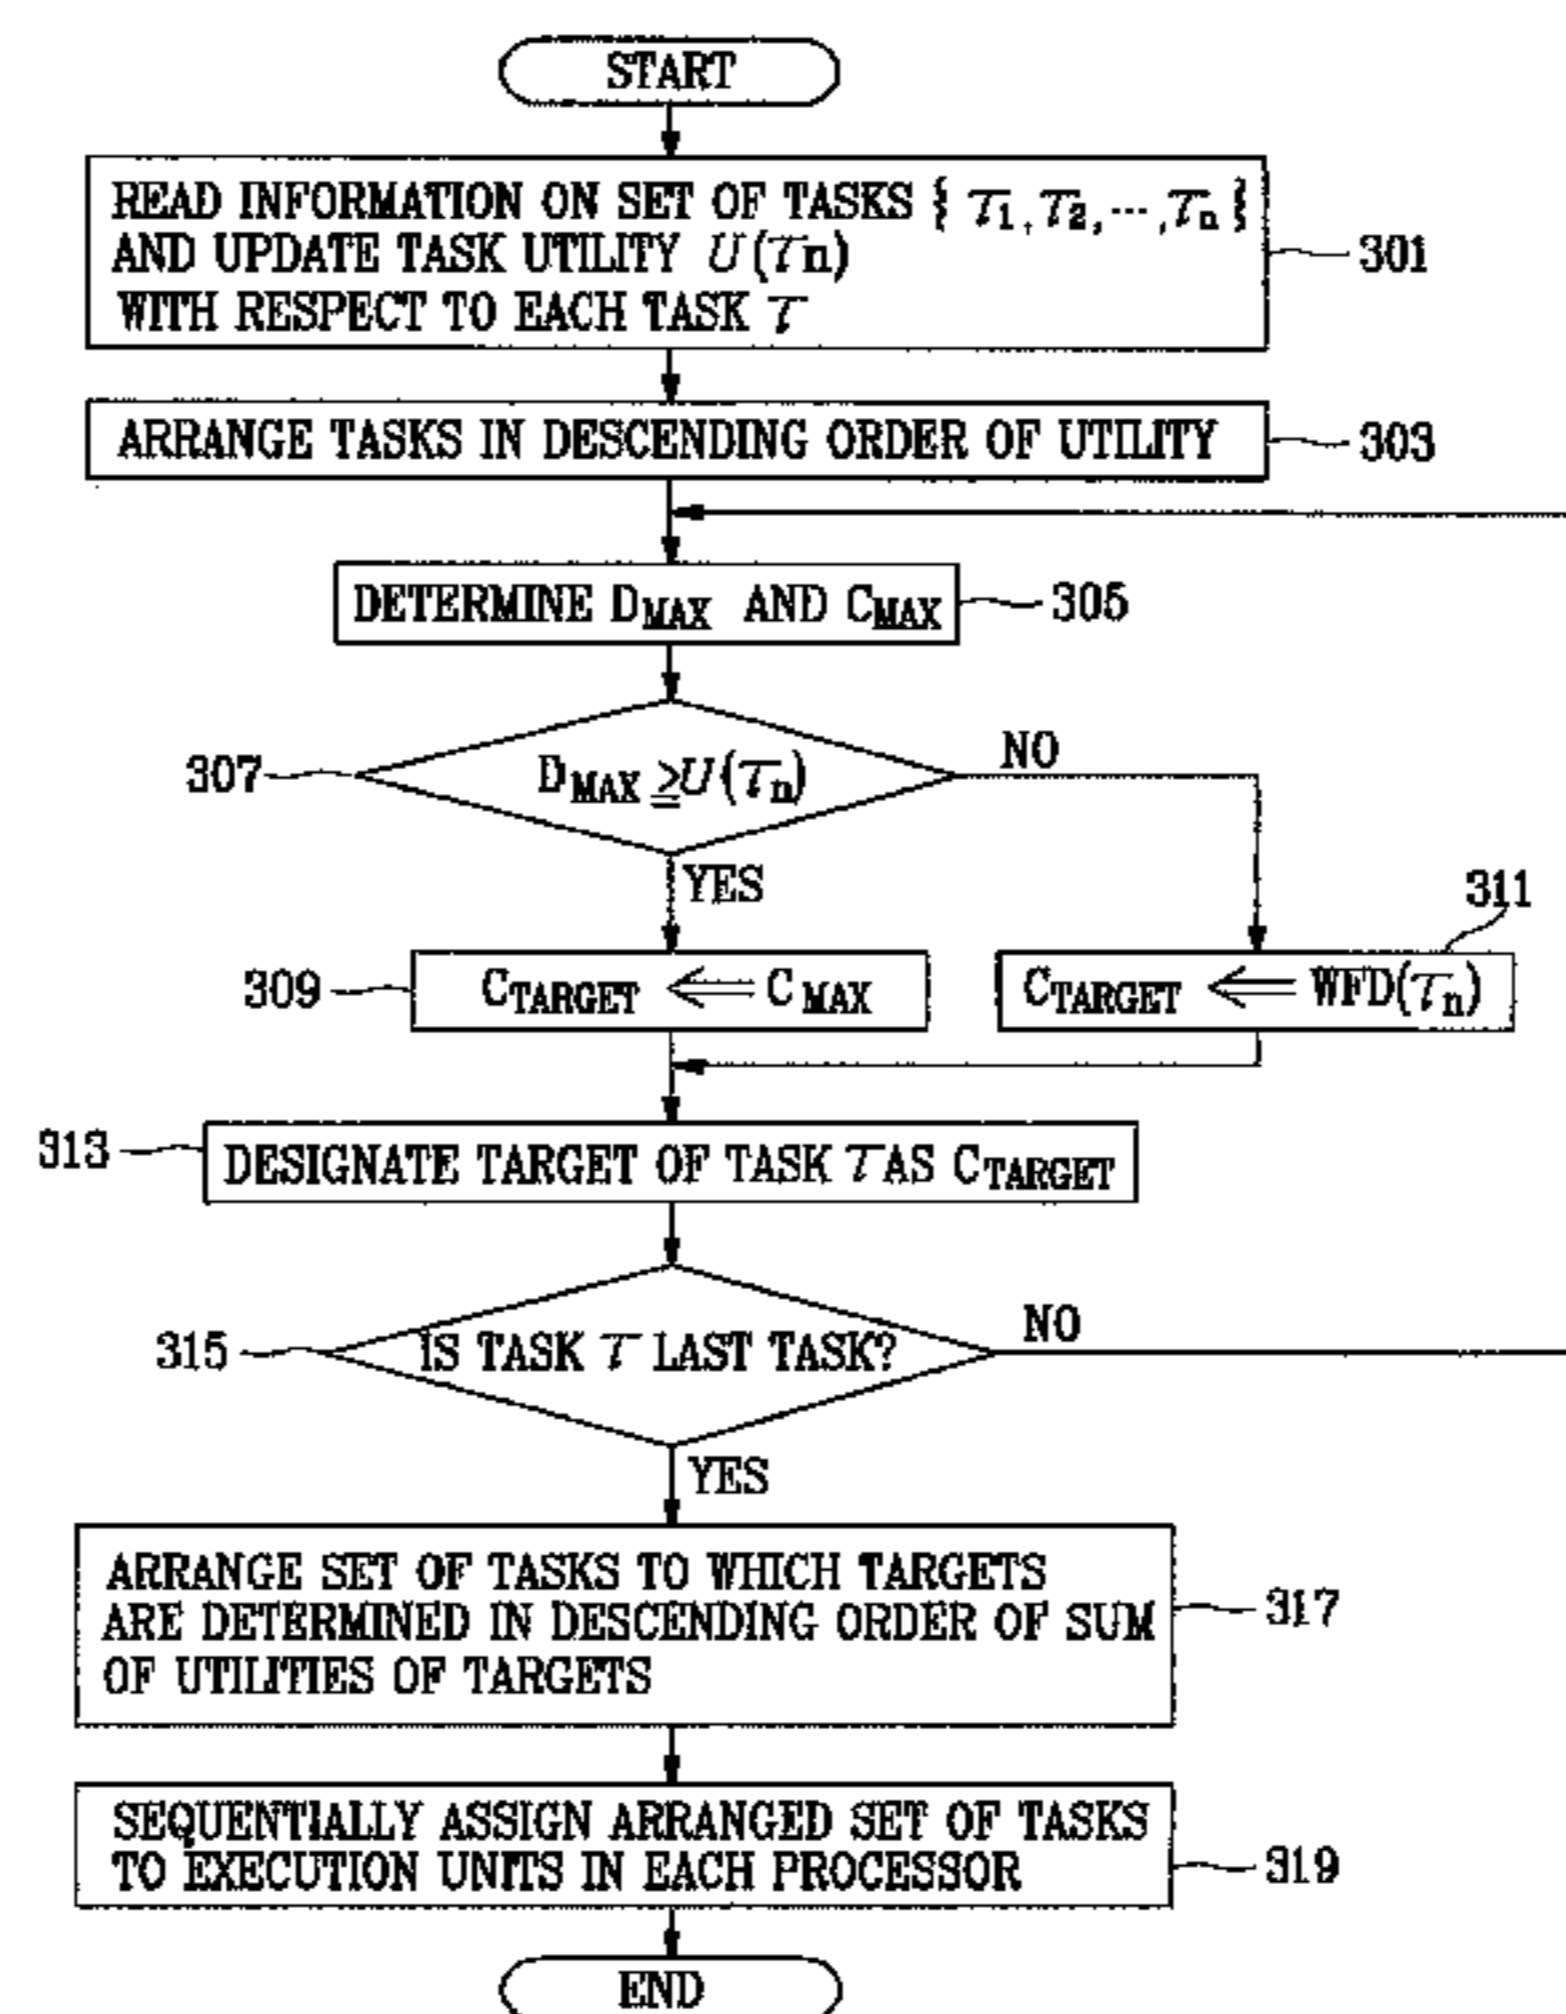 START
READ INFORMATION ON SET OF TASKS { τ1, τ2, ···, τn }
AND UPDATE TASK UTILITY U(τn)
WITH RESPECT TO EACH TASK τ
301
ARRANGE TASKS IN DESCENDING ORDER OF UTILITY
303
DETERMINE DMAX AND CMAX
305
307
DMAX ≧ U(τn)
NO
YES
311
309
CTARGET ⇐ CMAX
CTARGET ⇐ WFD(τn)
313
DESIGNATE TARGET OF TASK τ AS CTARGET
315
IS TASK τ LAST TASK?
NO
YES
ARRANGE SET OF TASKS TO WHICH TARGETS
ARE DETERMINED IN DESCENDING ORDER OF SUM
OF UTILITIES OF TARGETS
317
SEQUENTIALLY ASSIGN ARRANGED SET OF TASKS
TO EXECUTION UNITS IN EACH PROCESSOR
319
END